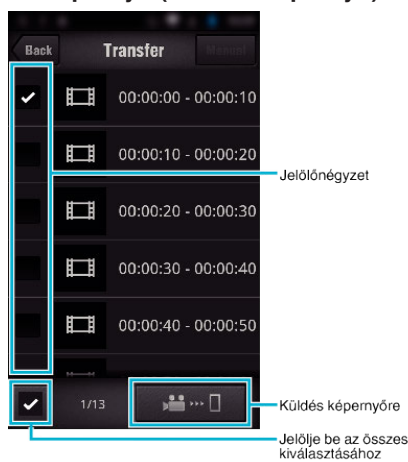 Back Transfer Manual
00:00:00 - 00:00:10
00:00:10 - 00:00:20
Jelölőnégyzet
00:00:20 - 00:00:30
00:00:30 - 00:00:40
00:00:40 - 00:00:50
1/13
Küldés képernyőre
Jelölje be az összes
kiválasztásához